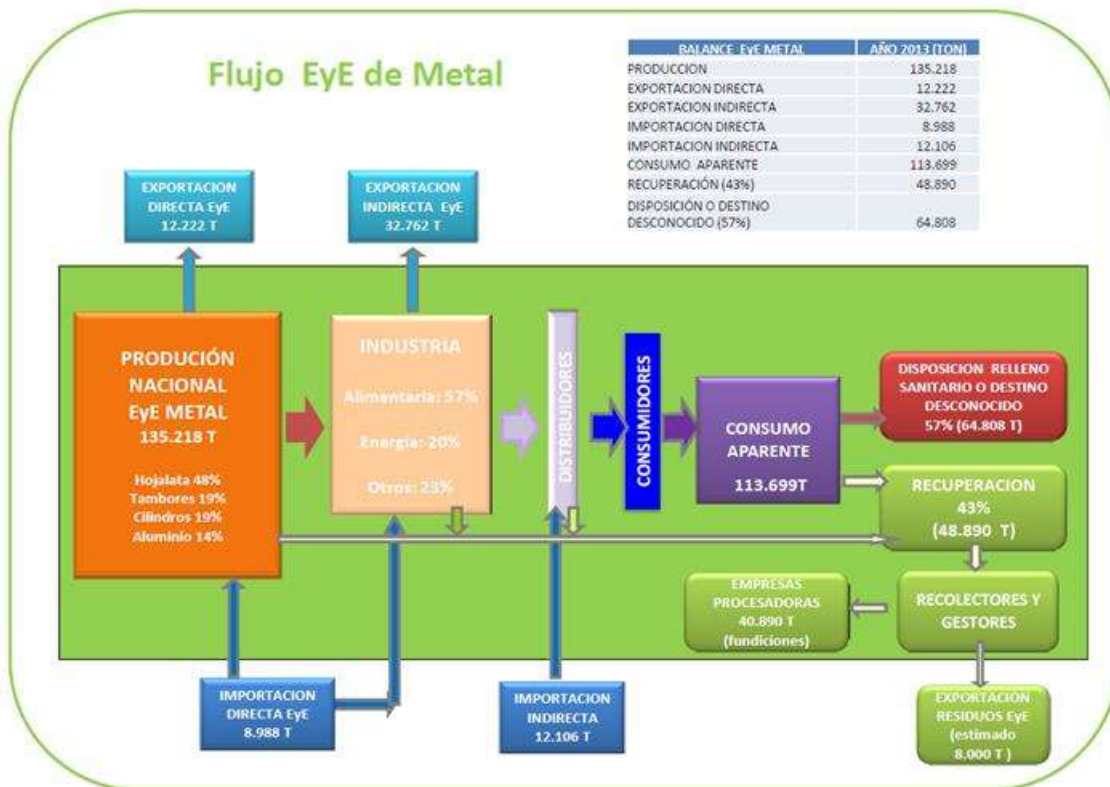 Flujo EyE de Metal
BALANCE EyE METAL AÑO 2013 (TON)
PRODUCCION 135.218
EXPORTACION DIRECTA 12.222
EXPORTACION INDIRECTA 32.762
IMPORTACION DIRECTA 8.988
IMPORTACION INDIRECTA 12.106
CONSUMO APARENTE 113.699
RECUPERACIÓN (43%) 48.890
DISPOSICIÓN O DESTINO
DESCONOCIDO (57%) 64.808
EXPORTACION
DIRECTA EyE
12.222 T
EXPORTACION
INDIRECTA EyE
32.762 T
PRODUCIÓN
NACIONAL
EyE METAL
135.218 T
Hojalata 48%
Tambores 19%
Cilindros 19%
Aluminio 14%
INDUSTRIA
Alimentaria: 57%
Energía: 20%
Otros: 23%
DISTRIBUIDORES
CONSUMIDORES
CONSUMO
APARENTE
113.699T
DISPOSICION RELLENO
SANITARIO O DESTINO
DESCONOCIDO
57% (64.808 T)
RECUPERACION
43%
(48.890 T)
EMPRESAS
PROCESADORAS
40.890 T
(fundiciones)
RECOLECTORES Y
GESTORES
IMPORTACION
DIRECTA EyE
8.988 T
IMPORTACION
INDIRECTA
12.106 T
EXPORTACION
RESIDUOS EyE
(estimado
8.000 T )